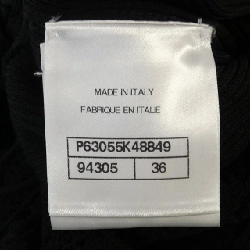 MADE IN ITALY
FABRIQUE EN ITALIE
P63055K48849
94305 36